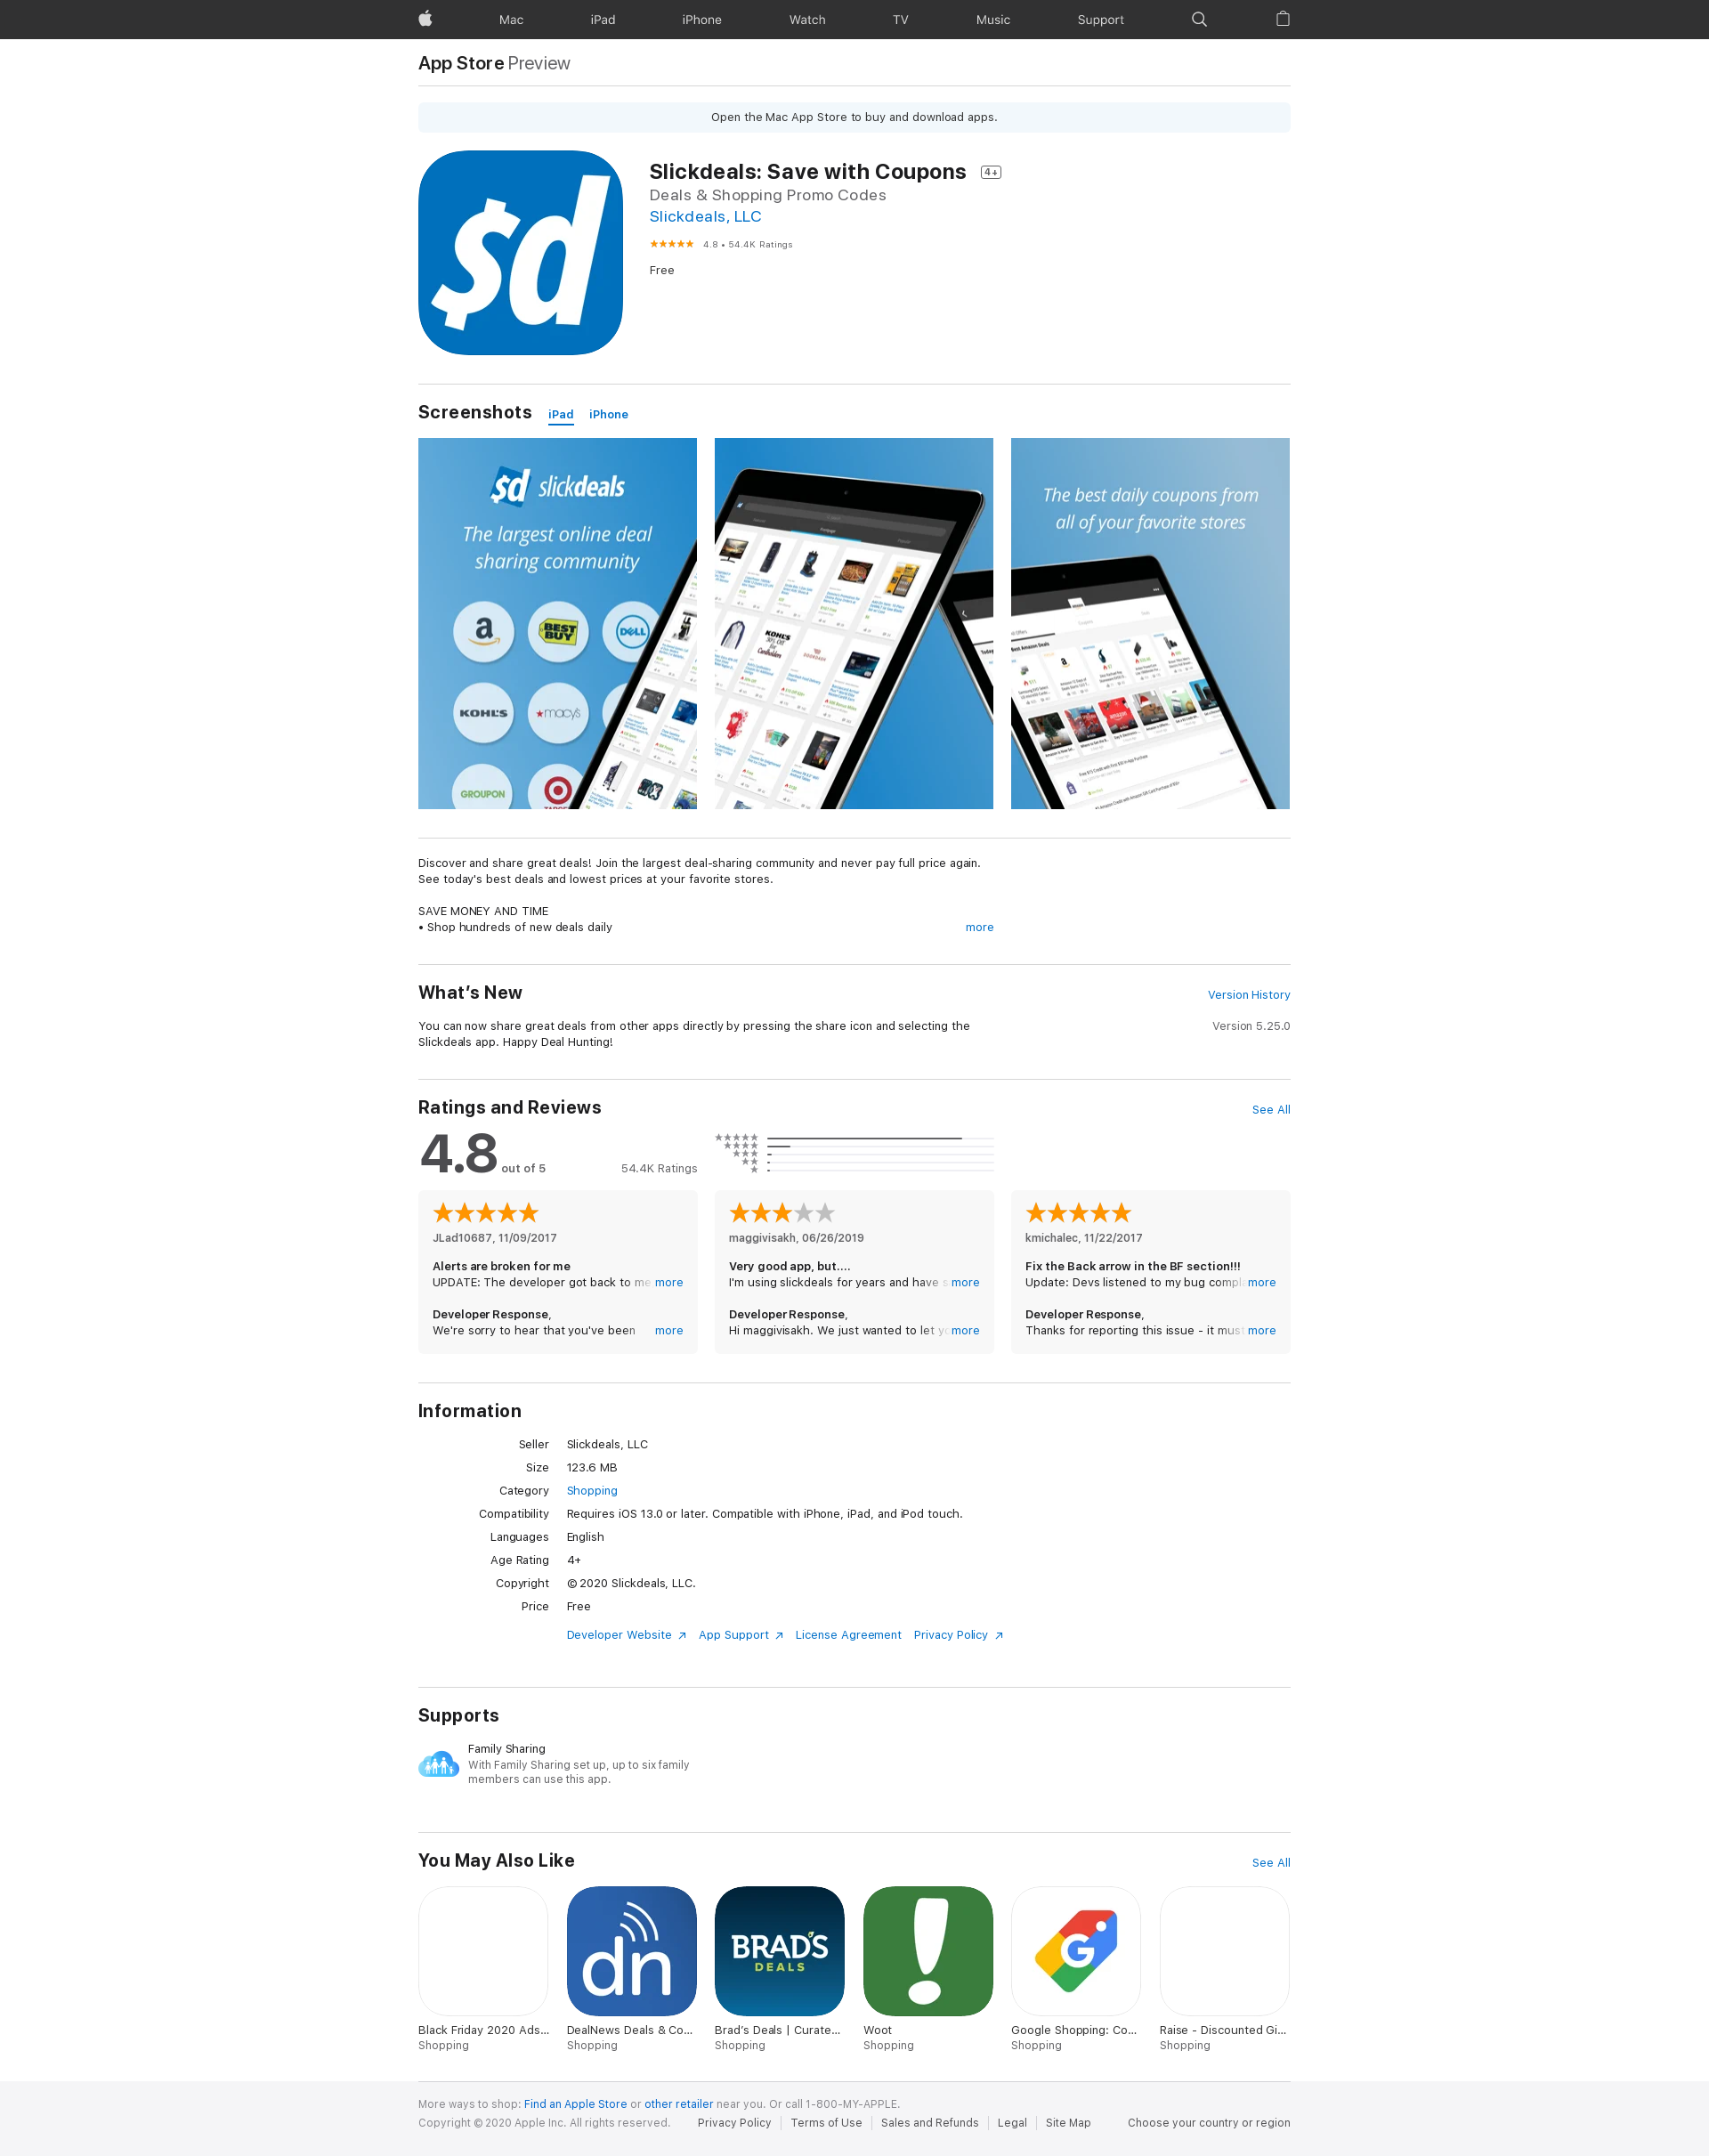 Mac
iPad
iPhone
Watch
TV
Music
Support
App Store Preview
Open the Mac App Store to buy and download apps.
$d
Slickdeals: Save with Coupons 4+
Deals & Shopping Promo Codes
Slickdeals, LLC
4.8 • 54.4K Ratings
Free
Screenshots iPad iPhone
$d slickdeals
The largest online deal
sharing community
a
BEST BUY
DELL
KOHL'S
macy's
GROUPON
The best daily coupons from
all of your favorite stores
Discover and share great deals! Join the largest deal-sharing community and never pay full price again.
See today's best deals and lowest prices at your favorite stores.
SAVE MONEY AND TIME
• Shop hundreds of new deals daily more
What’s New Version History
You can now share great deals from other apps directly by pressing the share icon and selecting the
Slickdeals app. Happy Deal Hunting!
Version 5.25.0
Ratings and Reviews See All
4.8 out of 5 54.4K Ratings
JLad10687, 11/09/2017
Alerts are broken for me
UPDATE: The developer got back to me more
Developer Response,
We're sorry to hear that you've been more
maggivisakh, 06/26/2019
Very good app, but....
I'm using slickdeals for years and have more
Developer Response,
Hi maggivisakh. We just wanted to let more
kmichalec, 11/22/2017
Fix the Back arrow in the BF section!!!
Update: Devs listened to my bug more
Developer Response,
Thanks for reporting this issue - it must more
Information
Seller Slickdeals, LLC
Size 123.6 MB
Category Shopping
Compatibility Requires iOS 13.0 or later. Compatible with iPhone, iPad, and iPod touch.
Languages English
Age Rating 4+
Copyright © 2020 Slickdeals, LLC.
Price Free
Developer Website App Support License Agreement Privacy Policy
Supports
Family Sharing
With Family Sharing set up, up to six family
members can use this app.
You May Also Like See All
dn
BRAD'S
DEALS
G
Black Friday 2020 Ads...
Shopping
DealNews Deals & Co...
Shopping
Brad’s Deals | Curate...
Shopping
Woot
Shopping
Google Shopping: Co...
Shopping
Raise - Discounted Gi...
Shopping
More ways to shop: Find an Apple Store or other retailer near you. Or call 1-800-MY-APPLE.
Copyright © 2020 Apple Inc. All rights reserved. Privacy Policy Terms of Use Sales and Refunds Legal Site Map Choose your country or region